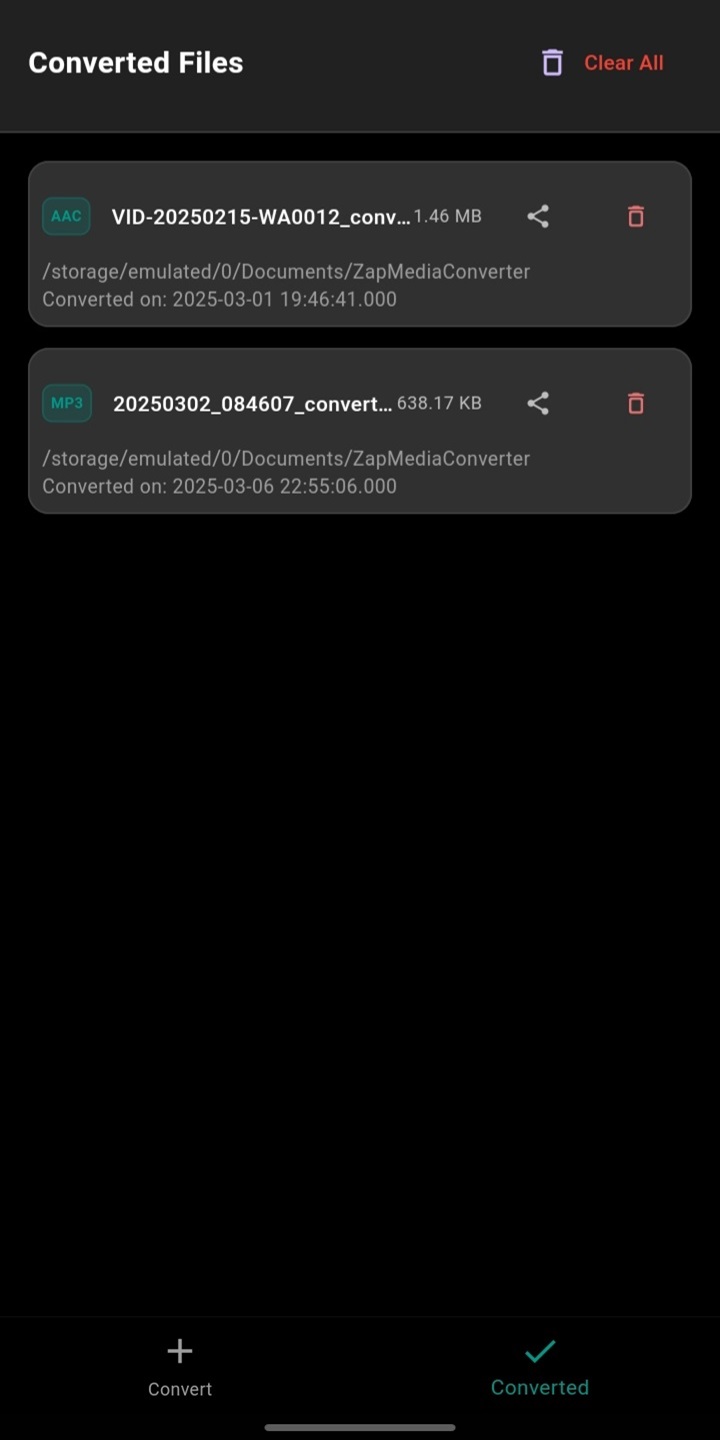 Converted Files
Clear All
AAC VID-20250215-WA0012_conv... 1.46 MB
/storage/emulated/0/Documents/ZapMediaConverter
Converted on: 2025-03-01 19:46:41.000
MP3 20250302_084607_convert... 638.17 KB
/storage/emulated/0/Documents/ZapMediaConverter
Converted on: 2025-03-06 22:55:06.000
Convert
Converted